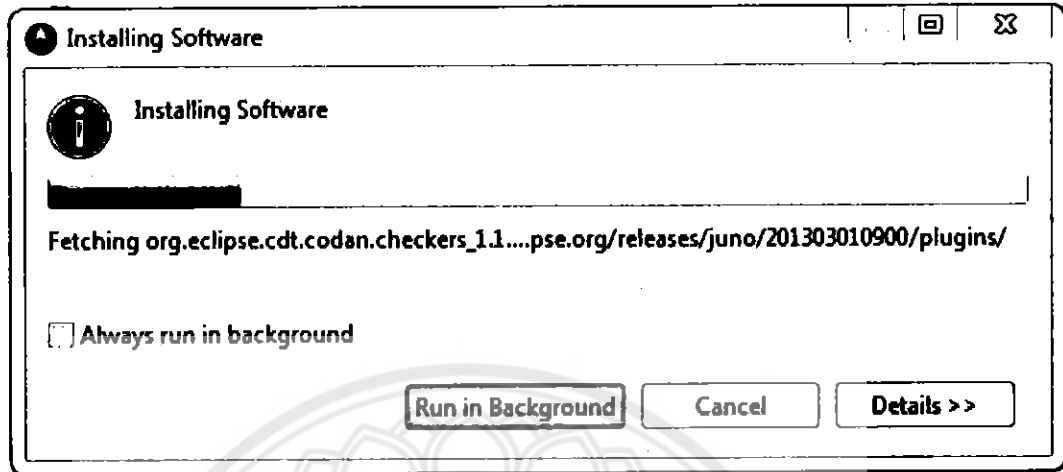 Installing Software
Installing Software
Fetching org.eclipse.cdt.codan.checkers_1.1....pse.org/releases/juno/201303010900/plugins/
Always run in background
Run in Background Cancel Details >>